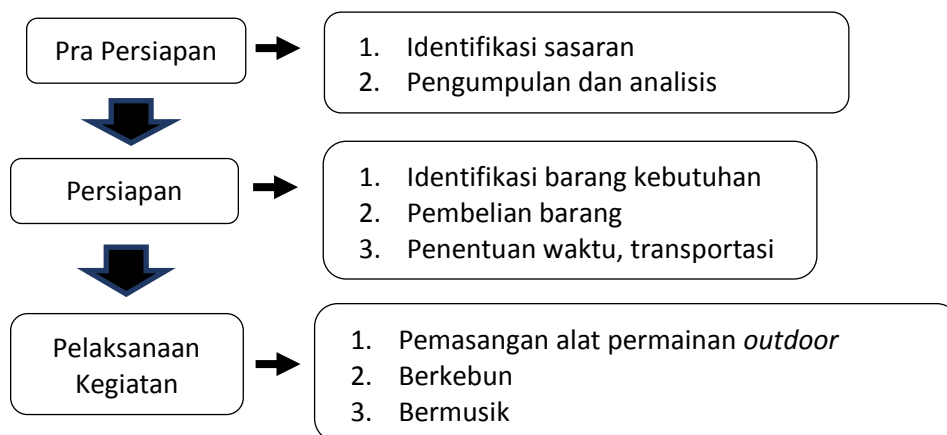 Pra Persiapan
1. Identifikasi sasaran
2. Pengumpulan dan analisis
Persiapan
1. Identifikasi barang kebutuhan
2. Pembelian barang
3. Penentuan waktu, transportasi
Pelaksanaan
Kegiatan
1. Pemasangan alat permainan outdoor
2. Berkebun
3. Bermusik